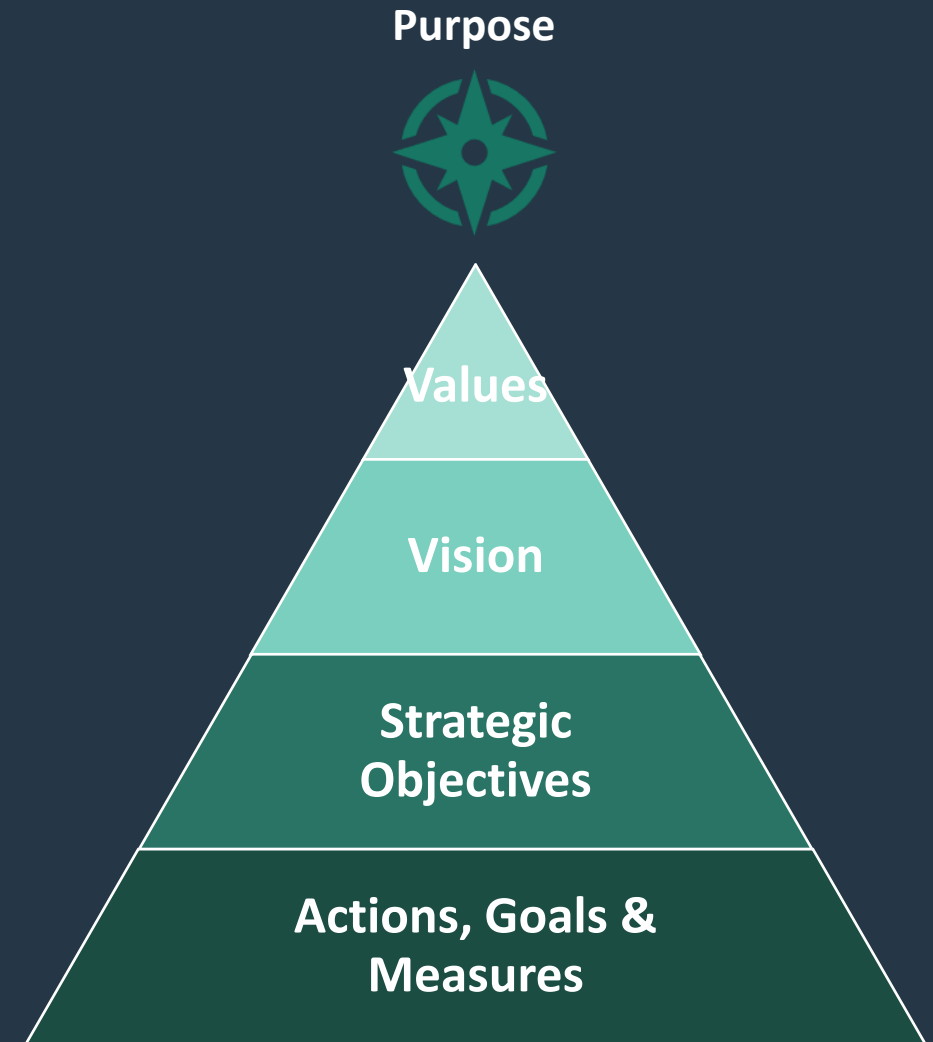 Purpose
Values
Vision
Strategic
Objectives
Actions, Goals &
Measures